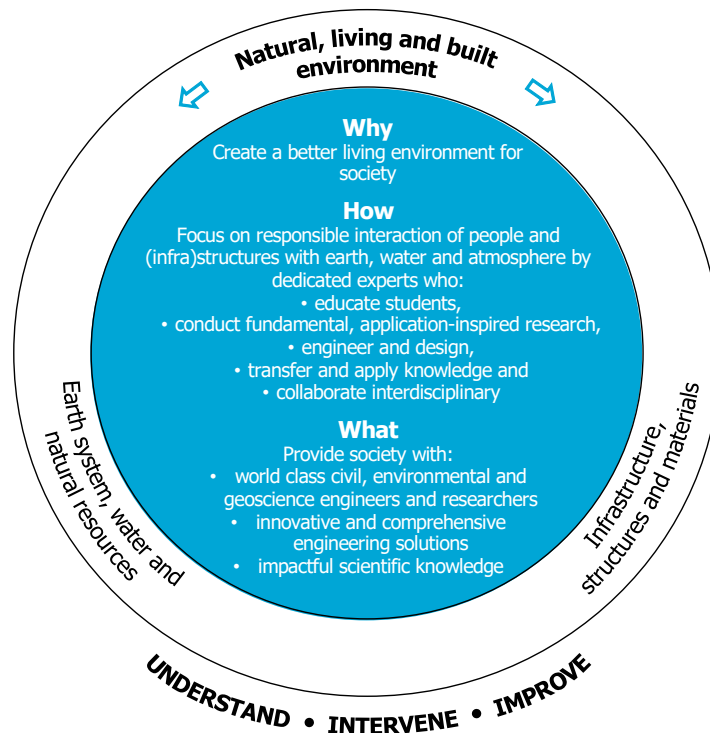 Natural, living and built
environment
Why
Create a better living environment for
society
How
Focus on responsible interaction of people and
(infra)structures with earth, water and atmosphere by
dedicated experts who:
• educate students,
• conduct fundamental, application-inspired research,
• engineer and design,
• transfer and apply knowledge and
• collaborate interdisciplinary
What
Provide society with:
• world class civil, environmental and
geoscience engineers and researchers
• innovative and comprehensive
engineering solutions
• impactful scientific knowledge
Earth system, water and
natural resources
Infrastructure,
structures and materials
UNDERSTAND • INTERVENE • IMPROVE